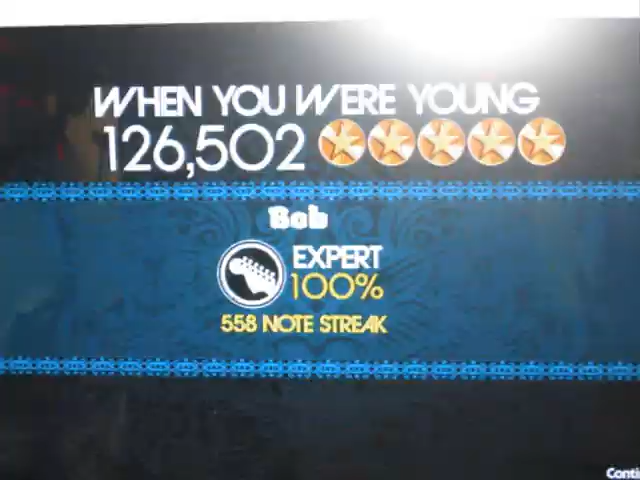 WHEN YOU WERE YOUNG
126,502
Bob
EXPERT
100%
558 NOTE STREAK